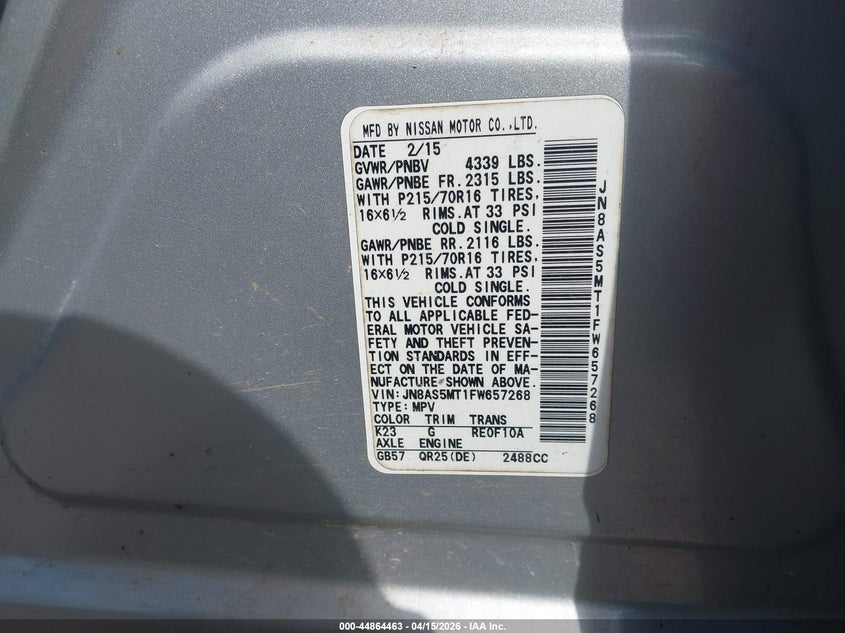 MFD BY NISSAN MOTOR CO.,LTD.
DATE 2/15
GVWR/PNBV 4339 LBS.
GAWR/PNBE FR. 2315 LBS.
WITH P215/70R16 TIRES,
16X6½ RIMS. AT 33 PSI
COLD SINGLE.
GAWR/PNBE RR. 2116 LBS.
WITH P215/70R16 TIRES,
16X6½ RIMS. AT 33 PSI
COLD SINGLE.
THIS VEHICLE CONFORMS
TO ALL APPLICABLE FED-
ERAL MOTOR VEHICLE SA-
FETY AND THEFT PREVEN-
TION STANDARDS IN EFF-
ECT ON THE DATE OF MA-
NUFACTURE SHOWN ABOVE.
VIN: JN8AS5MT1FW657268
TYPE: MPV
COLOR TRIM TRANS
K23 G RE0F10A
AXLE ENGINE
GB57 QR25(DE) 2488CC
JN8AS5MT1FW657268
000-44864463 - 04/15/2026 - IAA Inc.